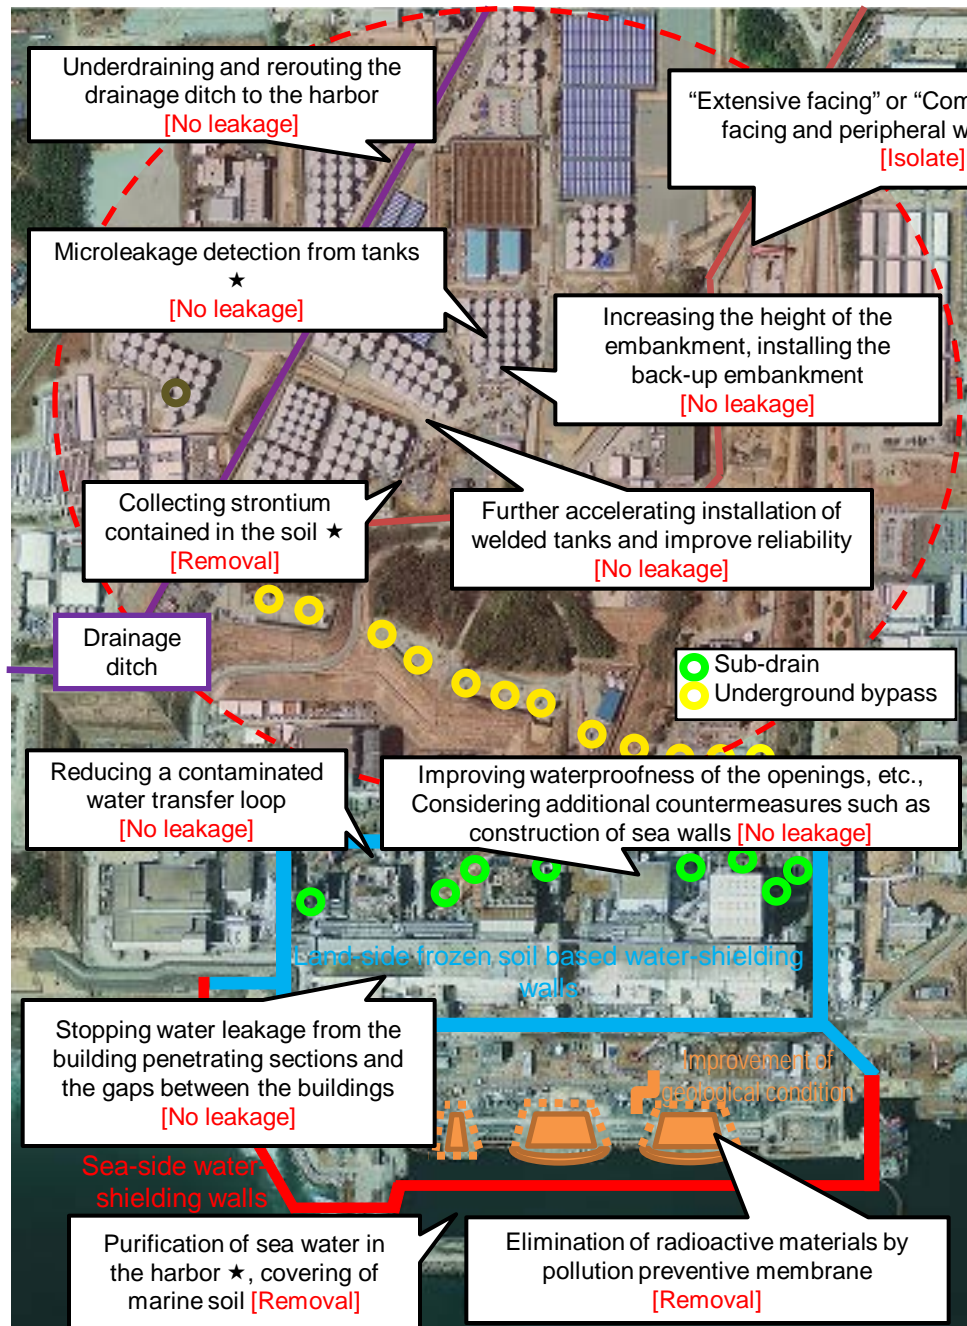 Underdraining and rerouting the
drainage ditch to the harbor
[No leakage]
“Extensive facing” or “Com
facing and peripheral w
[Isolate]
Microleakage detection from tanks
★
[No leakage]
Increasing the height of the
embankment, installing the
back-up embankment
[No leakage]
Collecting strontium
contained in the soil ★
[Removal]
Further accelerating installation of
welded tanks and improve reliability
[No leakage]
Drainage
ditch
Sub-drain
Underground bypass
Reducing a contaminated
water transfer loop
[No leakage]
Improving waterproofness of the openings, etc.,
Considering additional countermeasures such as
construction of sea walls [No leakage]
Land-side frozen soil based water-shielding
walls
Stopping water leakage from the
building penetrating sections and
the gaps between the buildings
[No leakage]
Improvement of
geological condition
Sea-side water-
shielding walls
Purification of sea water in
the harbor ★, covering of
marine soil [Removal]
Elimination of radioactive materials by
pollution preventive membrane
[Removal]